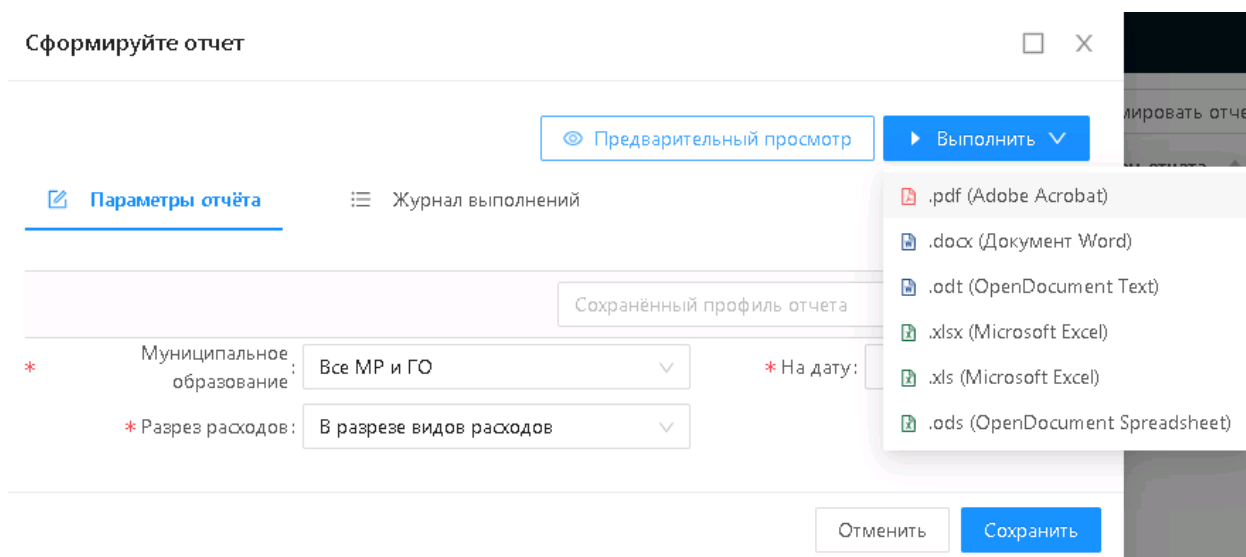 Сформируйте отчет
Предварительный просмотр
Выполнить
Параметры отчёта
Журнал выполнений
.pdf (Adobe Acrobat)
.docx (Документ Word)
.odt (OpenDocument Text)
.xlsx (Microsoft Excel)
.xls (Microsoft Excel)
.ods (OpenDocument Spreadsheet)
Сохранённый профиль отчета
* Муниципальное
образование :
Все МР и ГО
* На дату:
* Разрез расходов:
В разрезе видов расходов
Отменить
Сохранить